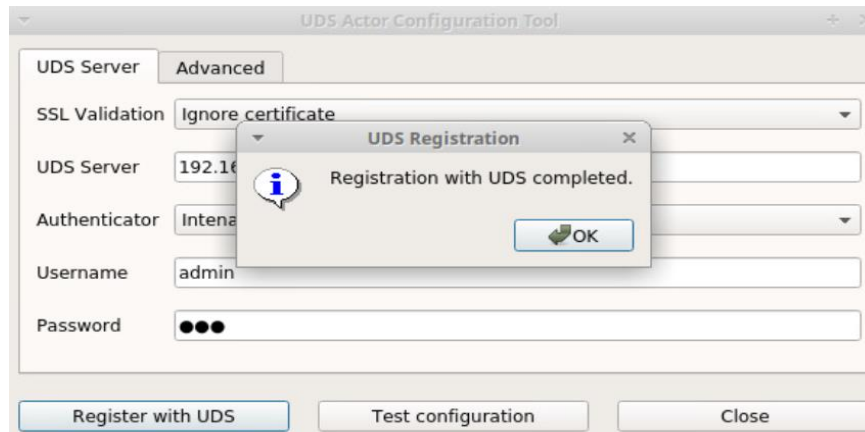 UDS Actor Configuration Tool
UDS Server Advanced
SSL Validation Ignore certificate
UDS Registration
UDS Server 192.16
Registration with UDS completed.
Authenticator Intena
OK
Username admin
Password ●●●
Register with UDS Test configuration Close